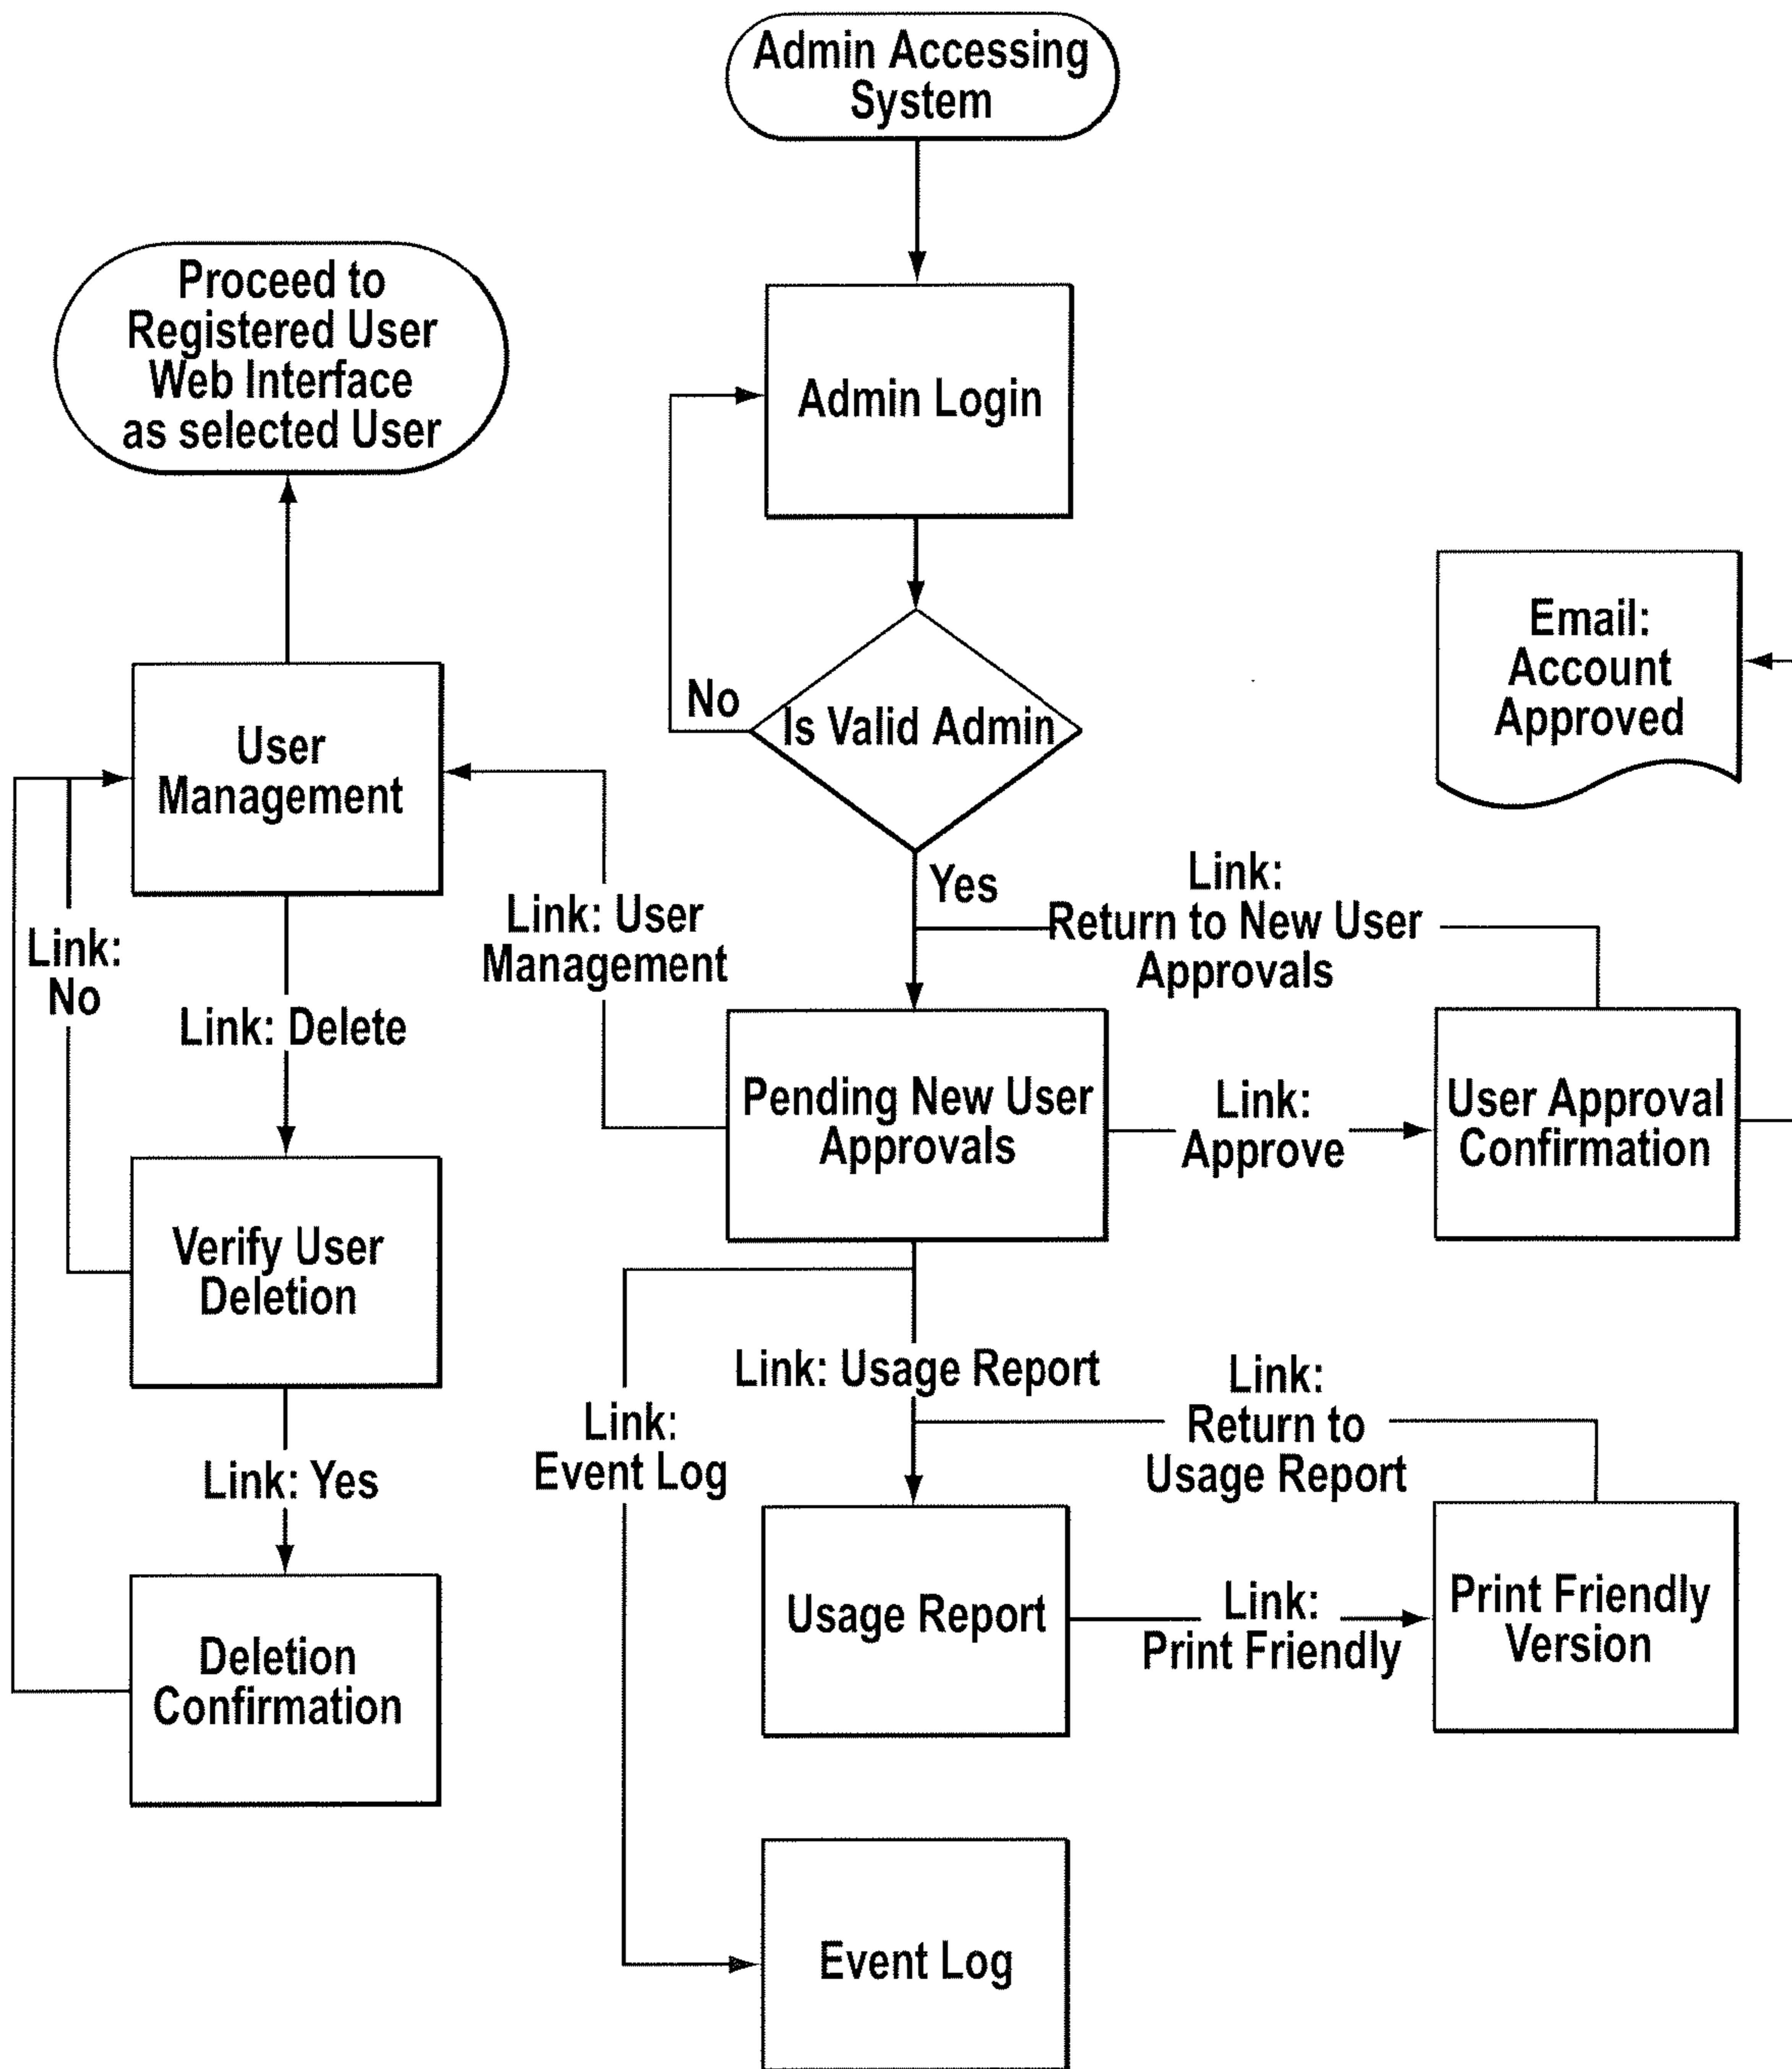 Admin Accessing
System
Proceed to
Registered User
Web Interface
as selected User
Admin Login
Email:
Account
Approved
No
Is Valid Admin
User
Management
Yes
Link:
Return to New User
Approvals
Link: User
Management
Link:
No
Link: Delete
Pending New User
Approvals
Link:
Approve
User Approval
Confirmation
Verify User
Deletion
Link: Usage Report
Link:
Return to
Usage Report
Link:
Event Log
Link: Yes
Usage Report
Link:
Print Friendly
Print Friendly
Version
Deletion
Confirmation
Event Log